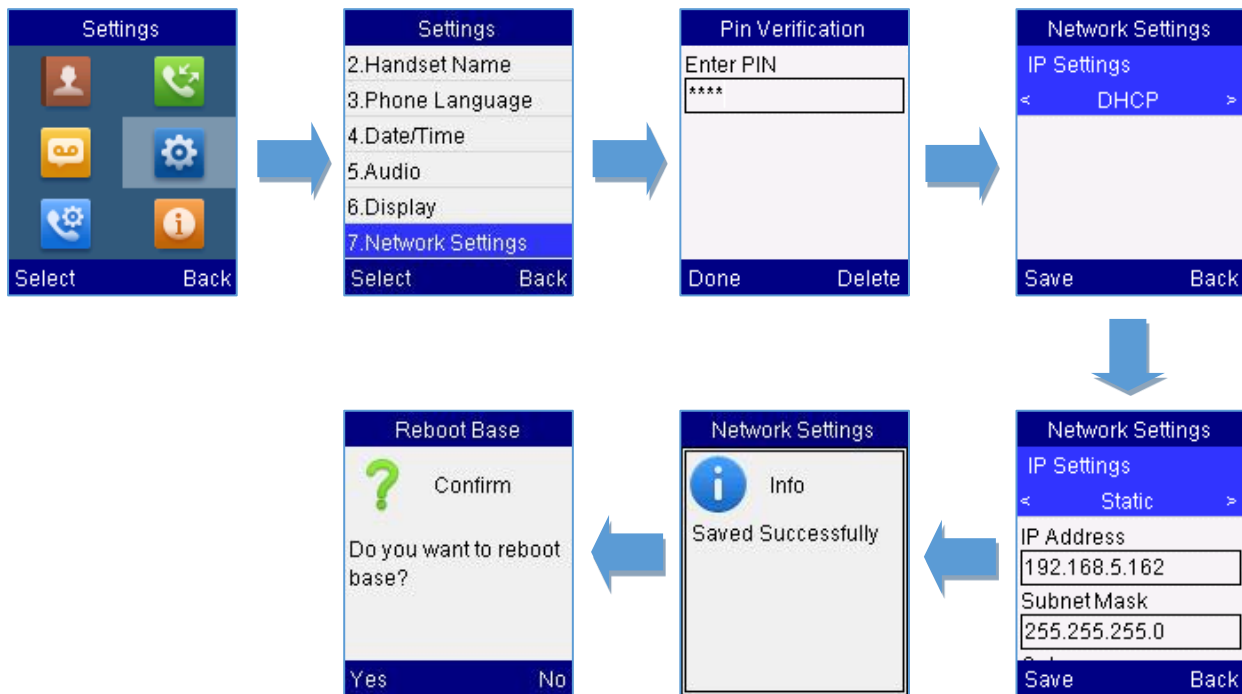 Settings
Select Back
Settings
2.Handset Name
3.Phone Language
4.Date/Time
5.Audio
6.Display
7.Network Settings
Select Back
Pin Verification
Enter PIN
****
Done Delete
Network Settings
IP Settings
< DHCP >
Save Back
Reboot Base
Confirm
Do you want to reboot
base?
Yes No
Network Settings
Info
Saved Successfully
Network Settings
IP Settings
< Static >
IP Address
192.168.5.162
Subnet Mask
255.255.255.0
Save Back